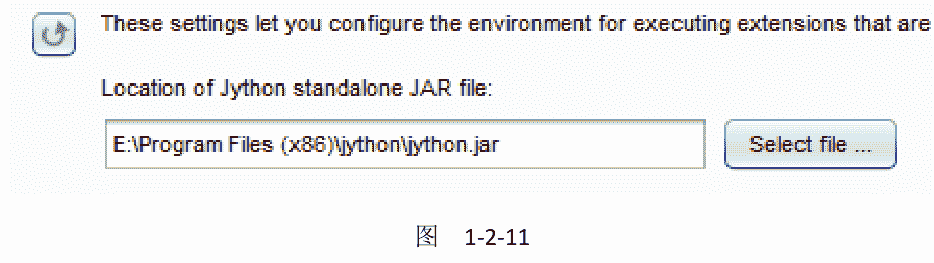 These settings let you configure the environment for executing extensions that are
Location of Jython standalone JAR file:
E:\Program Files (x86)\jython\jython.jar
Select file ...
图 1-2-11